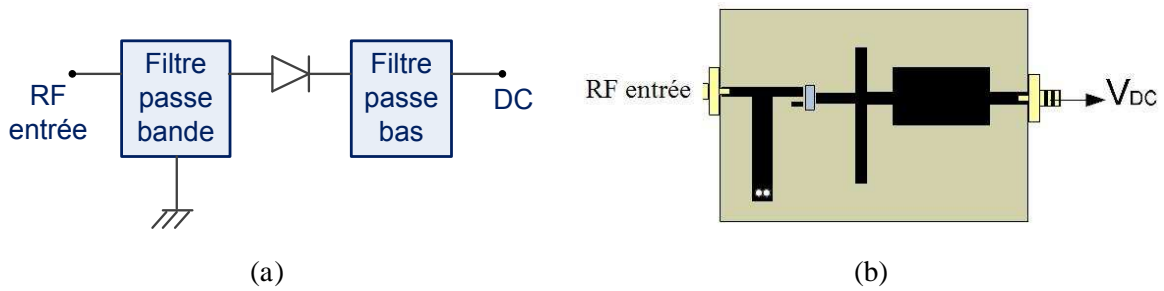 RF
entrée
Filtre
passe
bande
Filtre
passe
bas
DC
(a)
RF entrée
VDC
(b)